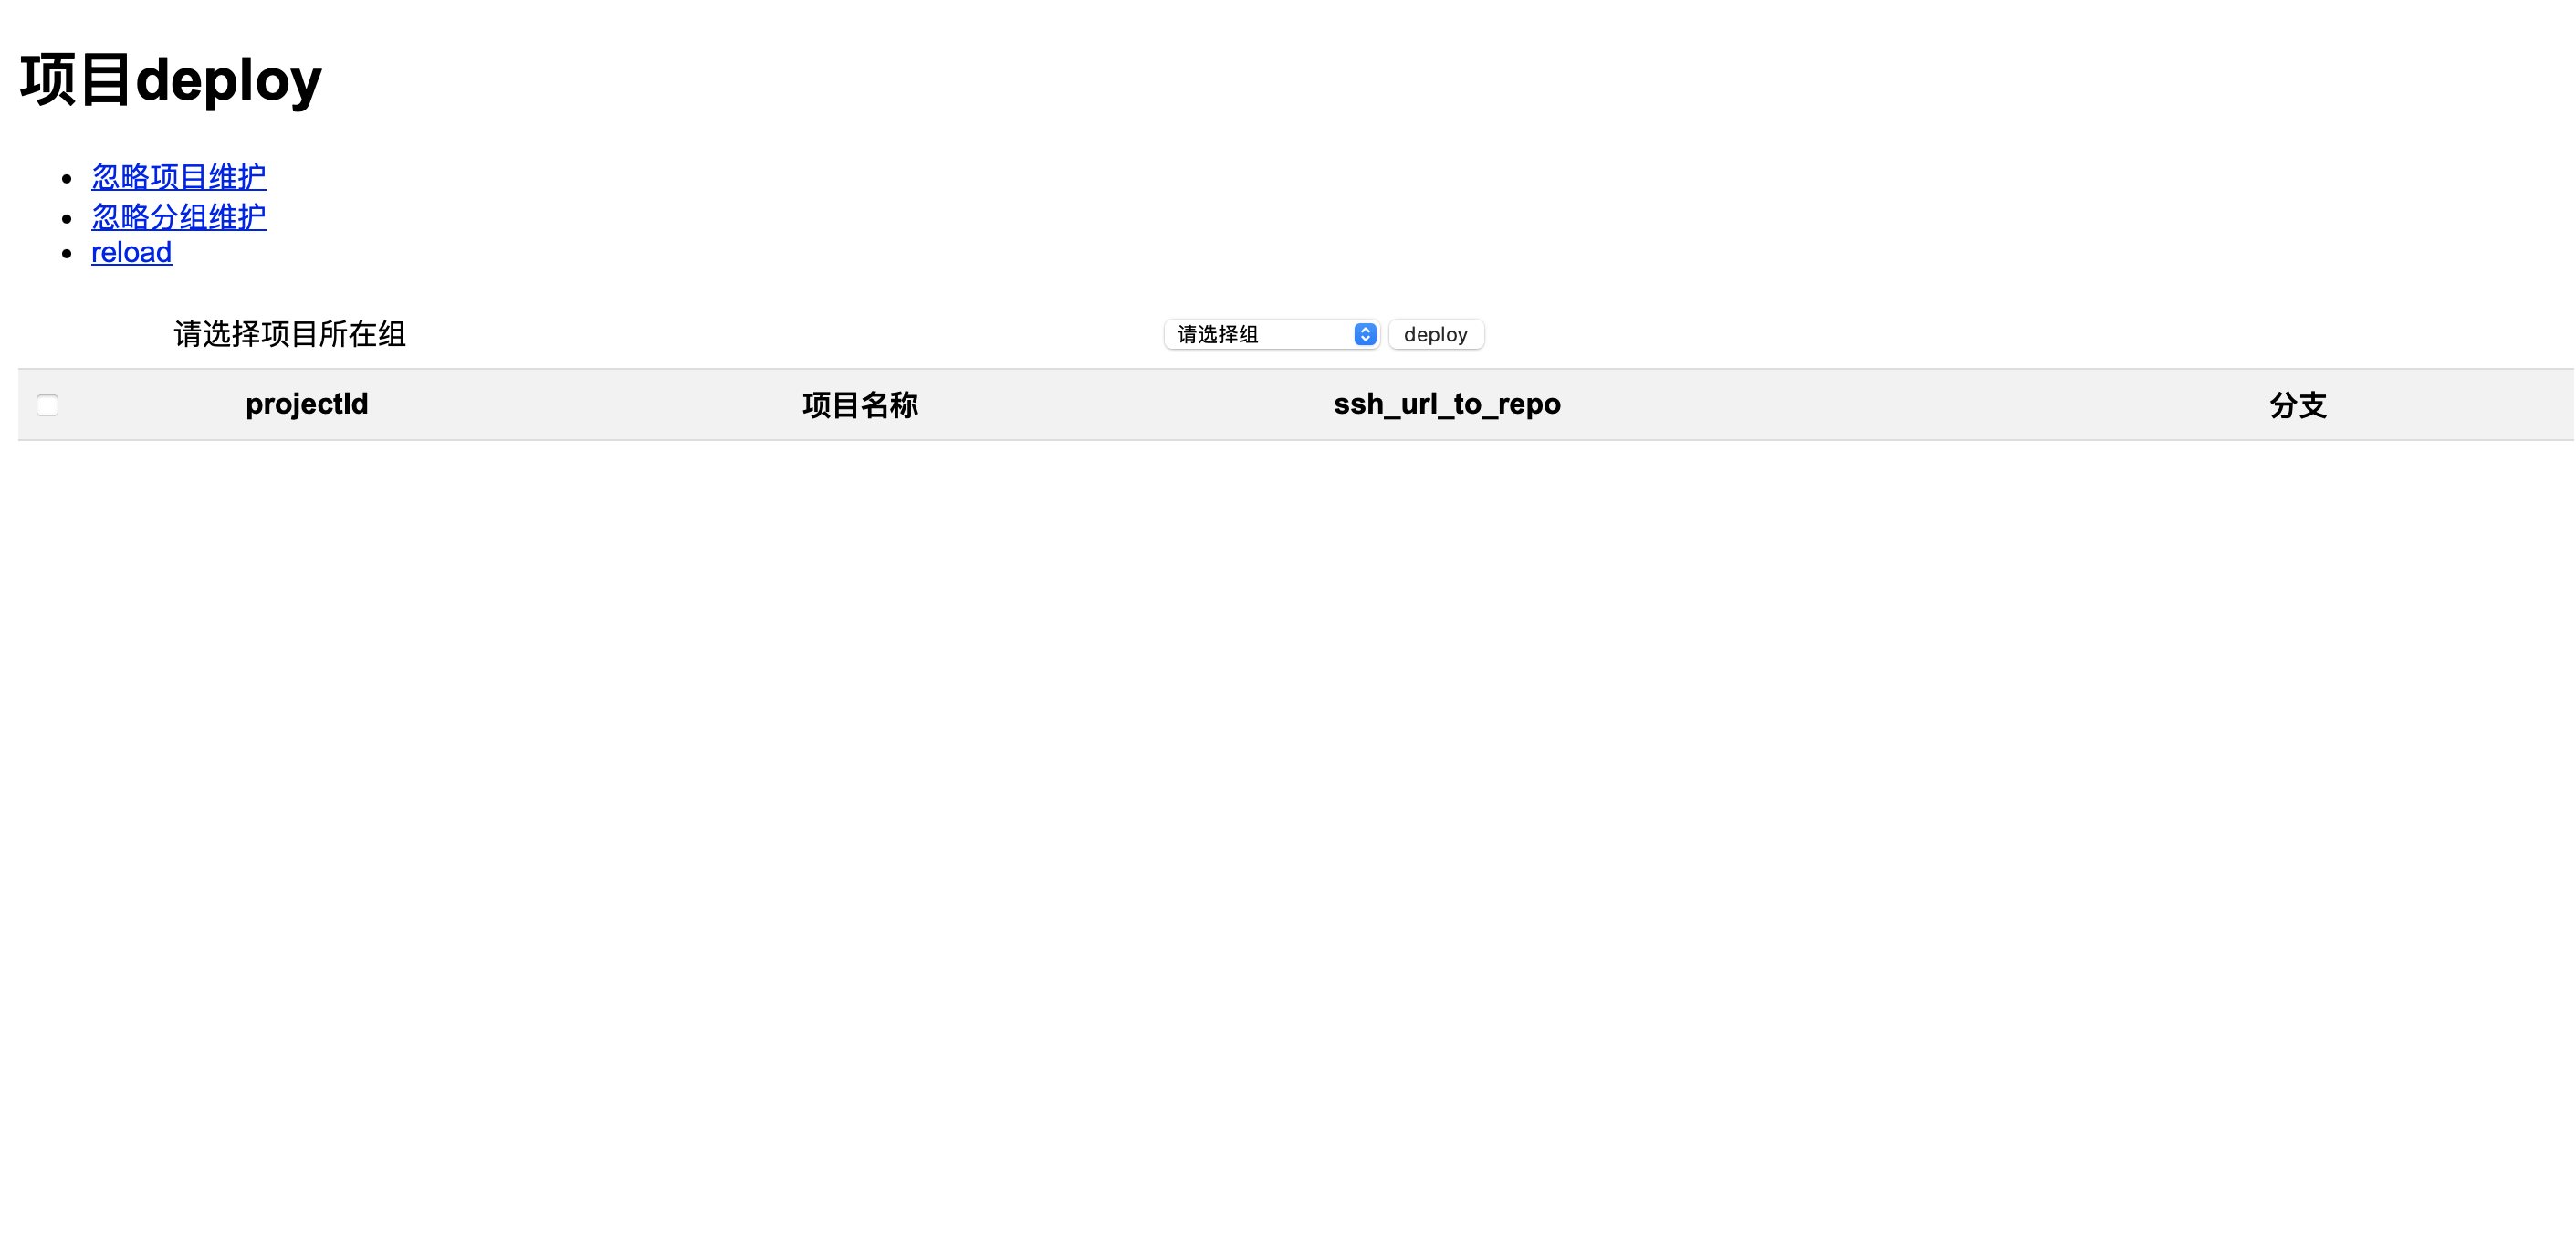 项目deploy
忽略项目维护
忽略分组维护
reload
请选择项目所在组 请选择组 deploy
projectId 项目名称 ssh_url_to_repo 分支